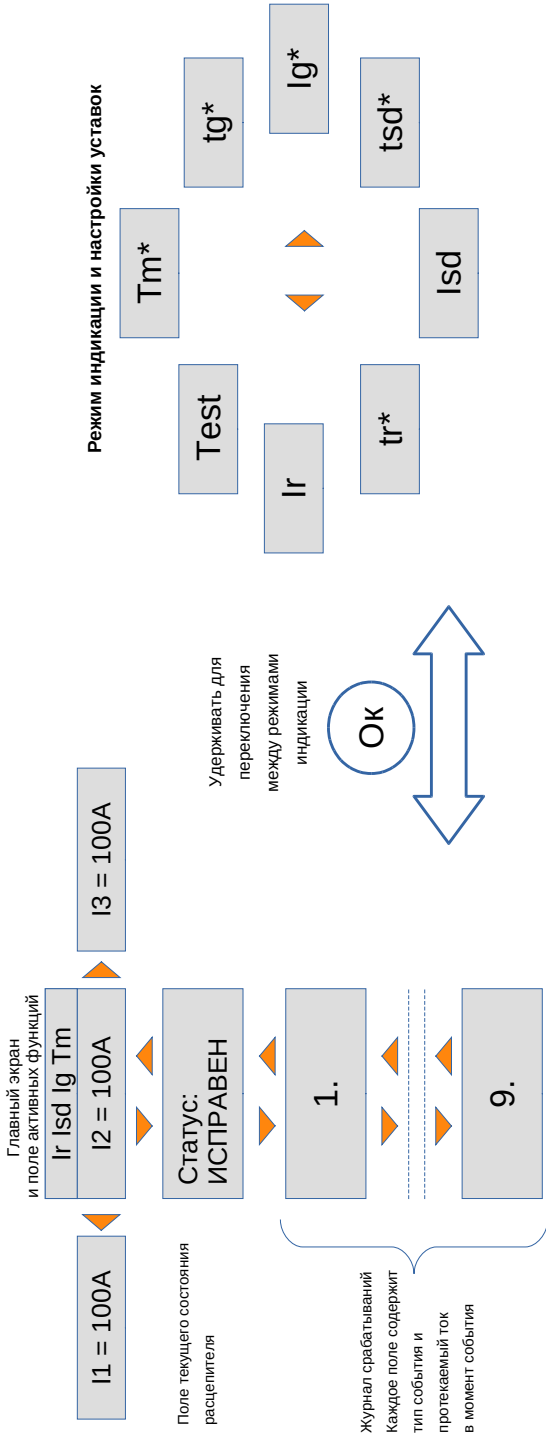 Главный экран
и поле активных функций
Ir Isd Ig Tm
I1 = 100A
I2 = 100A
I3 = 100A
Поле текущего состояния
расцепителя
Статус:
ИСПРАВЕН
Журнал срабатываний
Каждое поле содержит
тип события и
протекаемый ток
в момент события
1.
9.
Удерживать для
переключения
между режимами
индикации
Ок
Режим индикации и настройки уставок
Tm*
Test
tg*
Ir
Ig*
tr*
tsd*
Isd